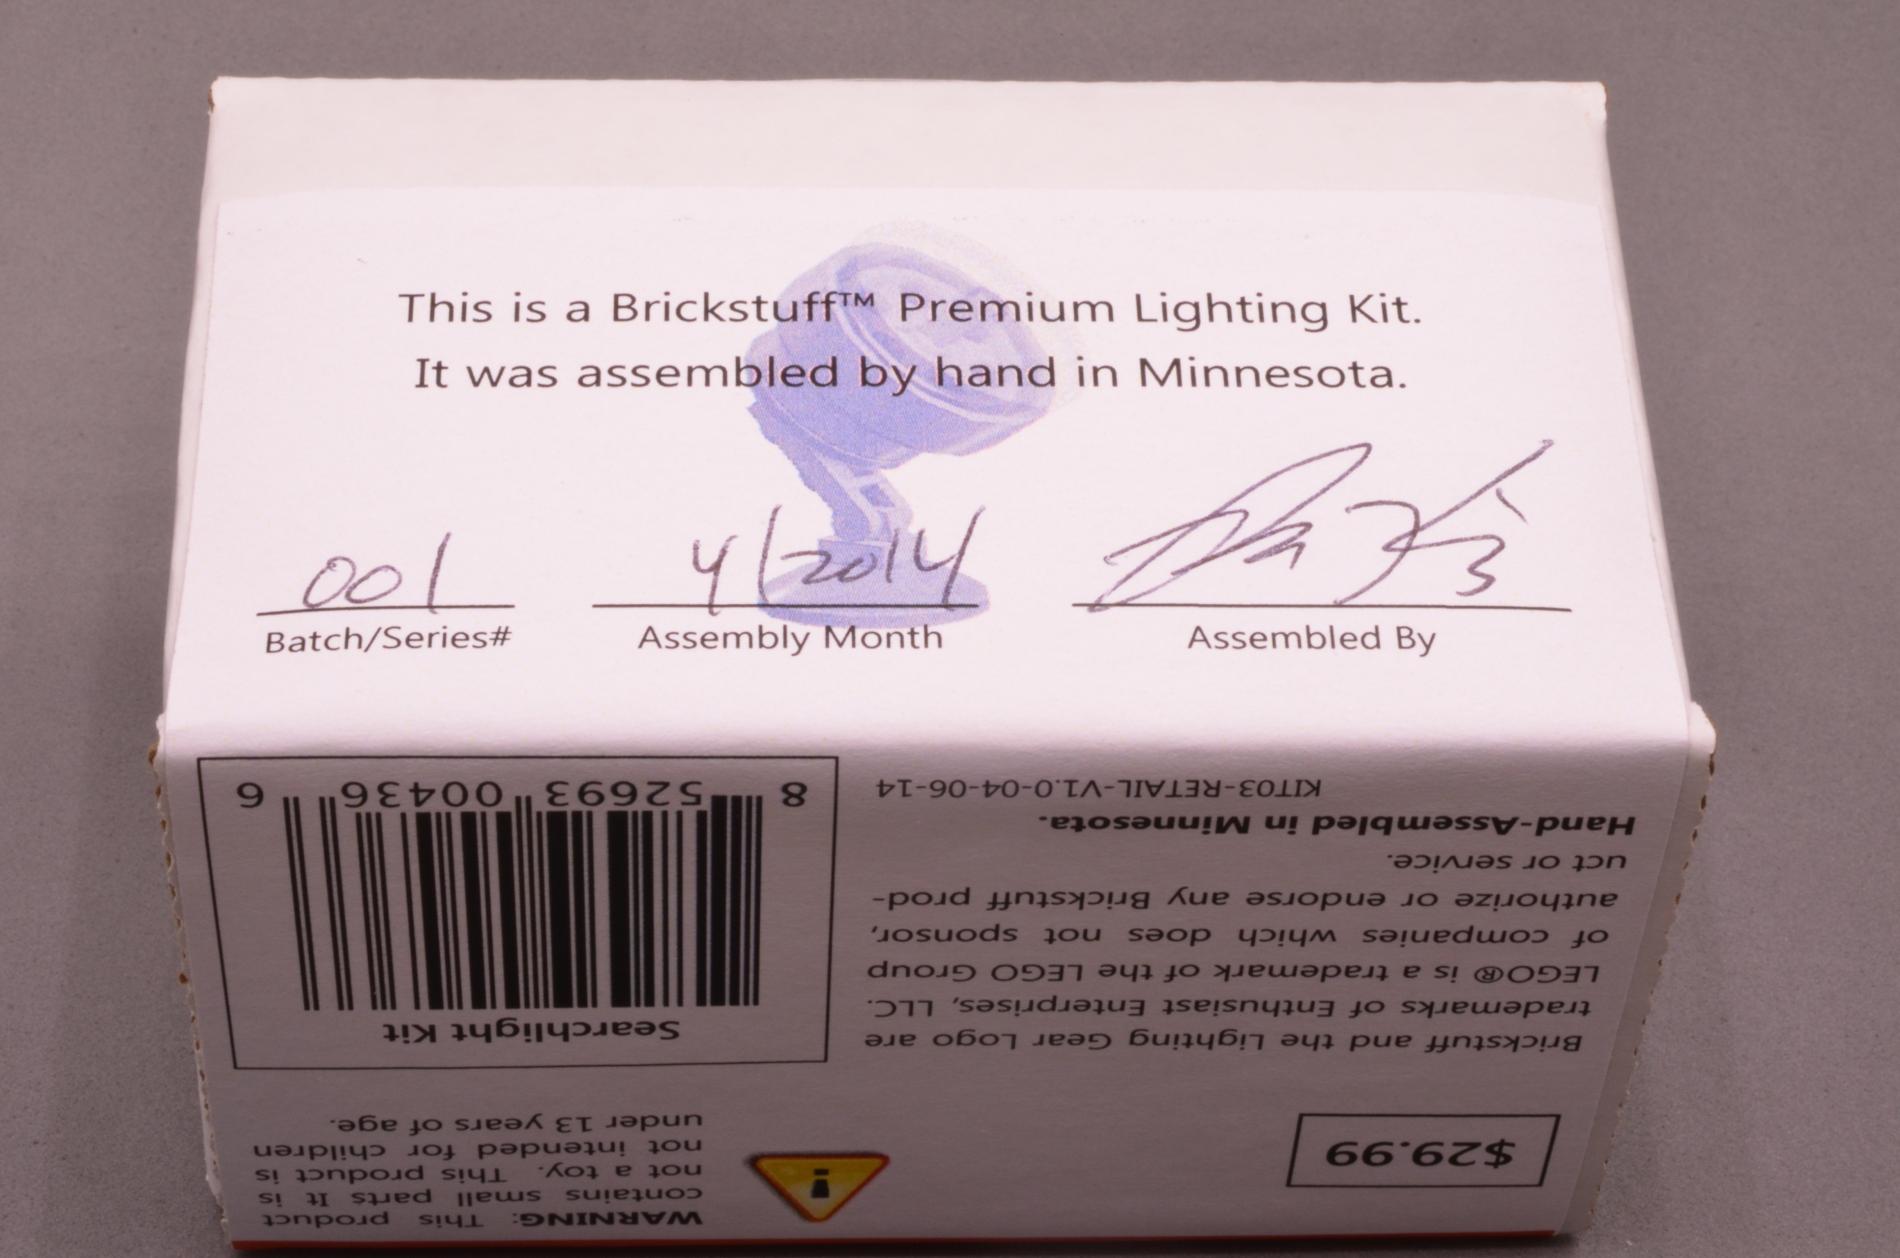 This is a Brickstuff™ Premium Lighting Kit.
It was assembled by hand in Minnesota.
001 4/2014
Batch/Series# Assembly Month Assembled By
WARNING: This product
contains small parts It is
not a toy. This product is
not intended for children
under 13 years of age.
$29.99
Brickstuff and the Lighting Gear Logo are
trademarks of Enthusiast Enterprises, LLC.
LEGO® is a trademark of the LEGO Group
of companies which does not sponsor,
authorize or endorse any Brickstuff prod-
uct or service.
Hand-Assembled in Minnesota.
KIT03-RETAIL-V1.0-04-06-14
Searchlight Kit
8 52693 00436 6